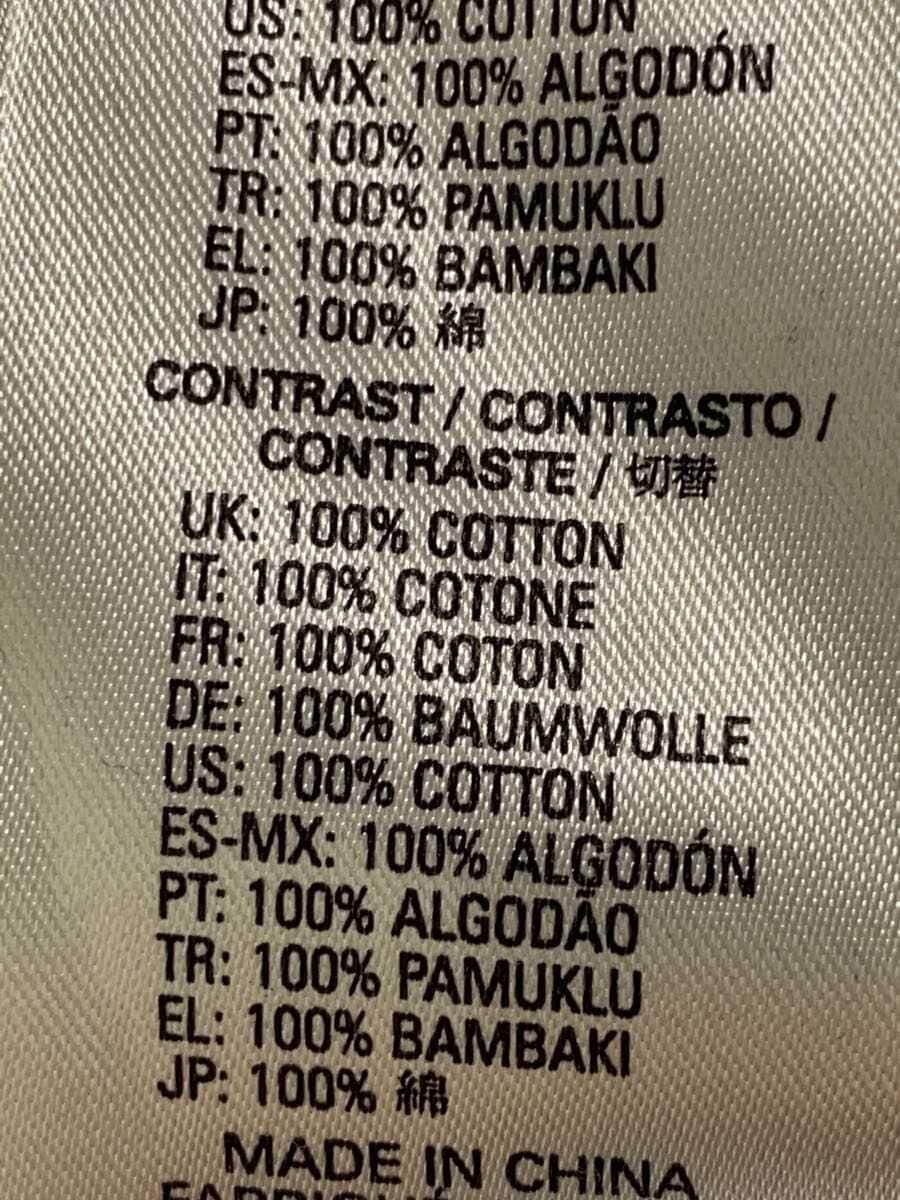 US: 100% COTTON
ES-MX: 100% ALGODÓN
PT: 100% ALGODÃO
TR: 100% PAMUKLU
EL: 100% BAMBAKI
JP: 100% 綿
CONTRAST / CONTRASTO /
CONTRASTE / 切替
UK: 100% COTTON
IT: 100% COTONE
FR: 100% COTON
DE: 100% BAUMWOLLE
US: 100% COTTON
ES-MX: 100% ALGODÓN
PT: 100% ALGODÃO
TR: 100% PAMUKLU
EL: 100% BAMBAKI
JP: 100% 綿
MADE IN CHINA